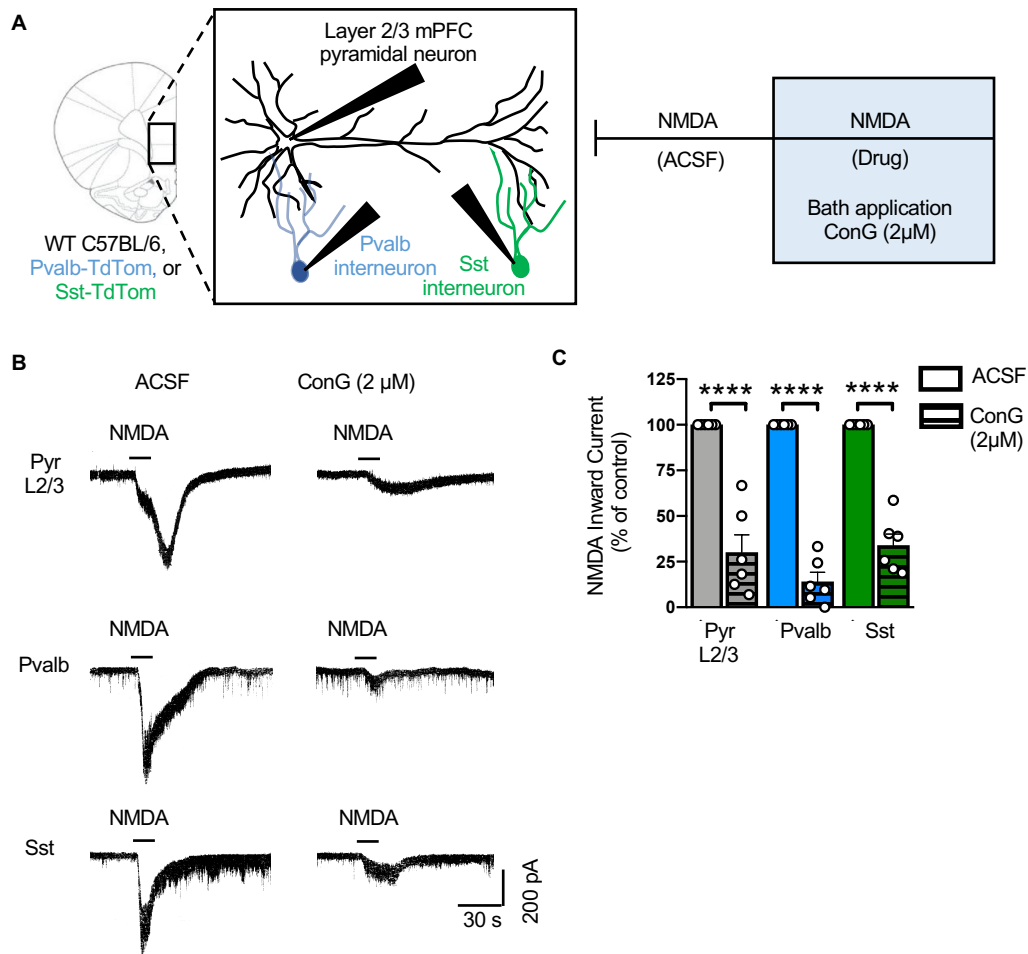 A
Layer 2/3 mPFC
pyramidal neuron
Pvalb
interneuron
Sst
interneuron
WT C57BL/6,
Pvalb-TdTom, or
Sst-TdTom
NMDA
(ACSF)
NMDA
(Drug)
Bath application
ConG (2μM)
B
ACSF
ConG (2 μM)
Pyr
L2/3
NMDA
NMDA
Pvalb
NMDA
NMDA
Sst
NMDA
NMDA
30 s
200 pA
C
NMDA Inward Current
(% of control)
125
100
75
50
25
0
****
****
****
Pyr
L2/3
Pvalb
Sst
ACSF
ConG
(2μM)